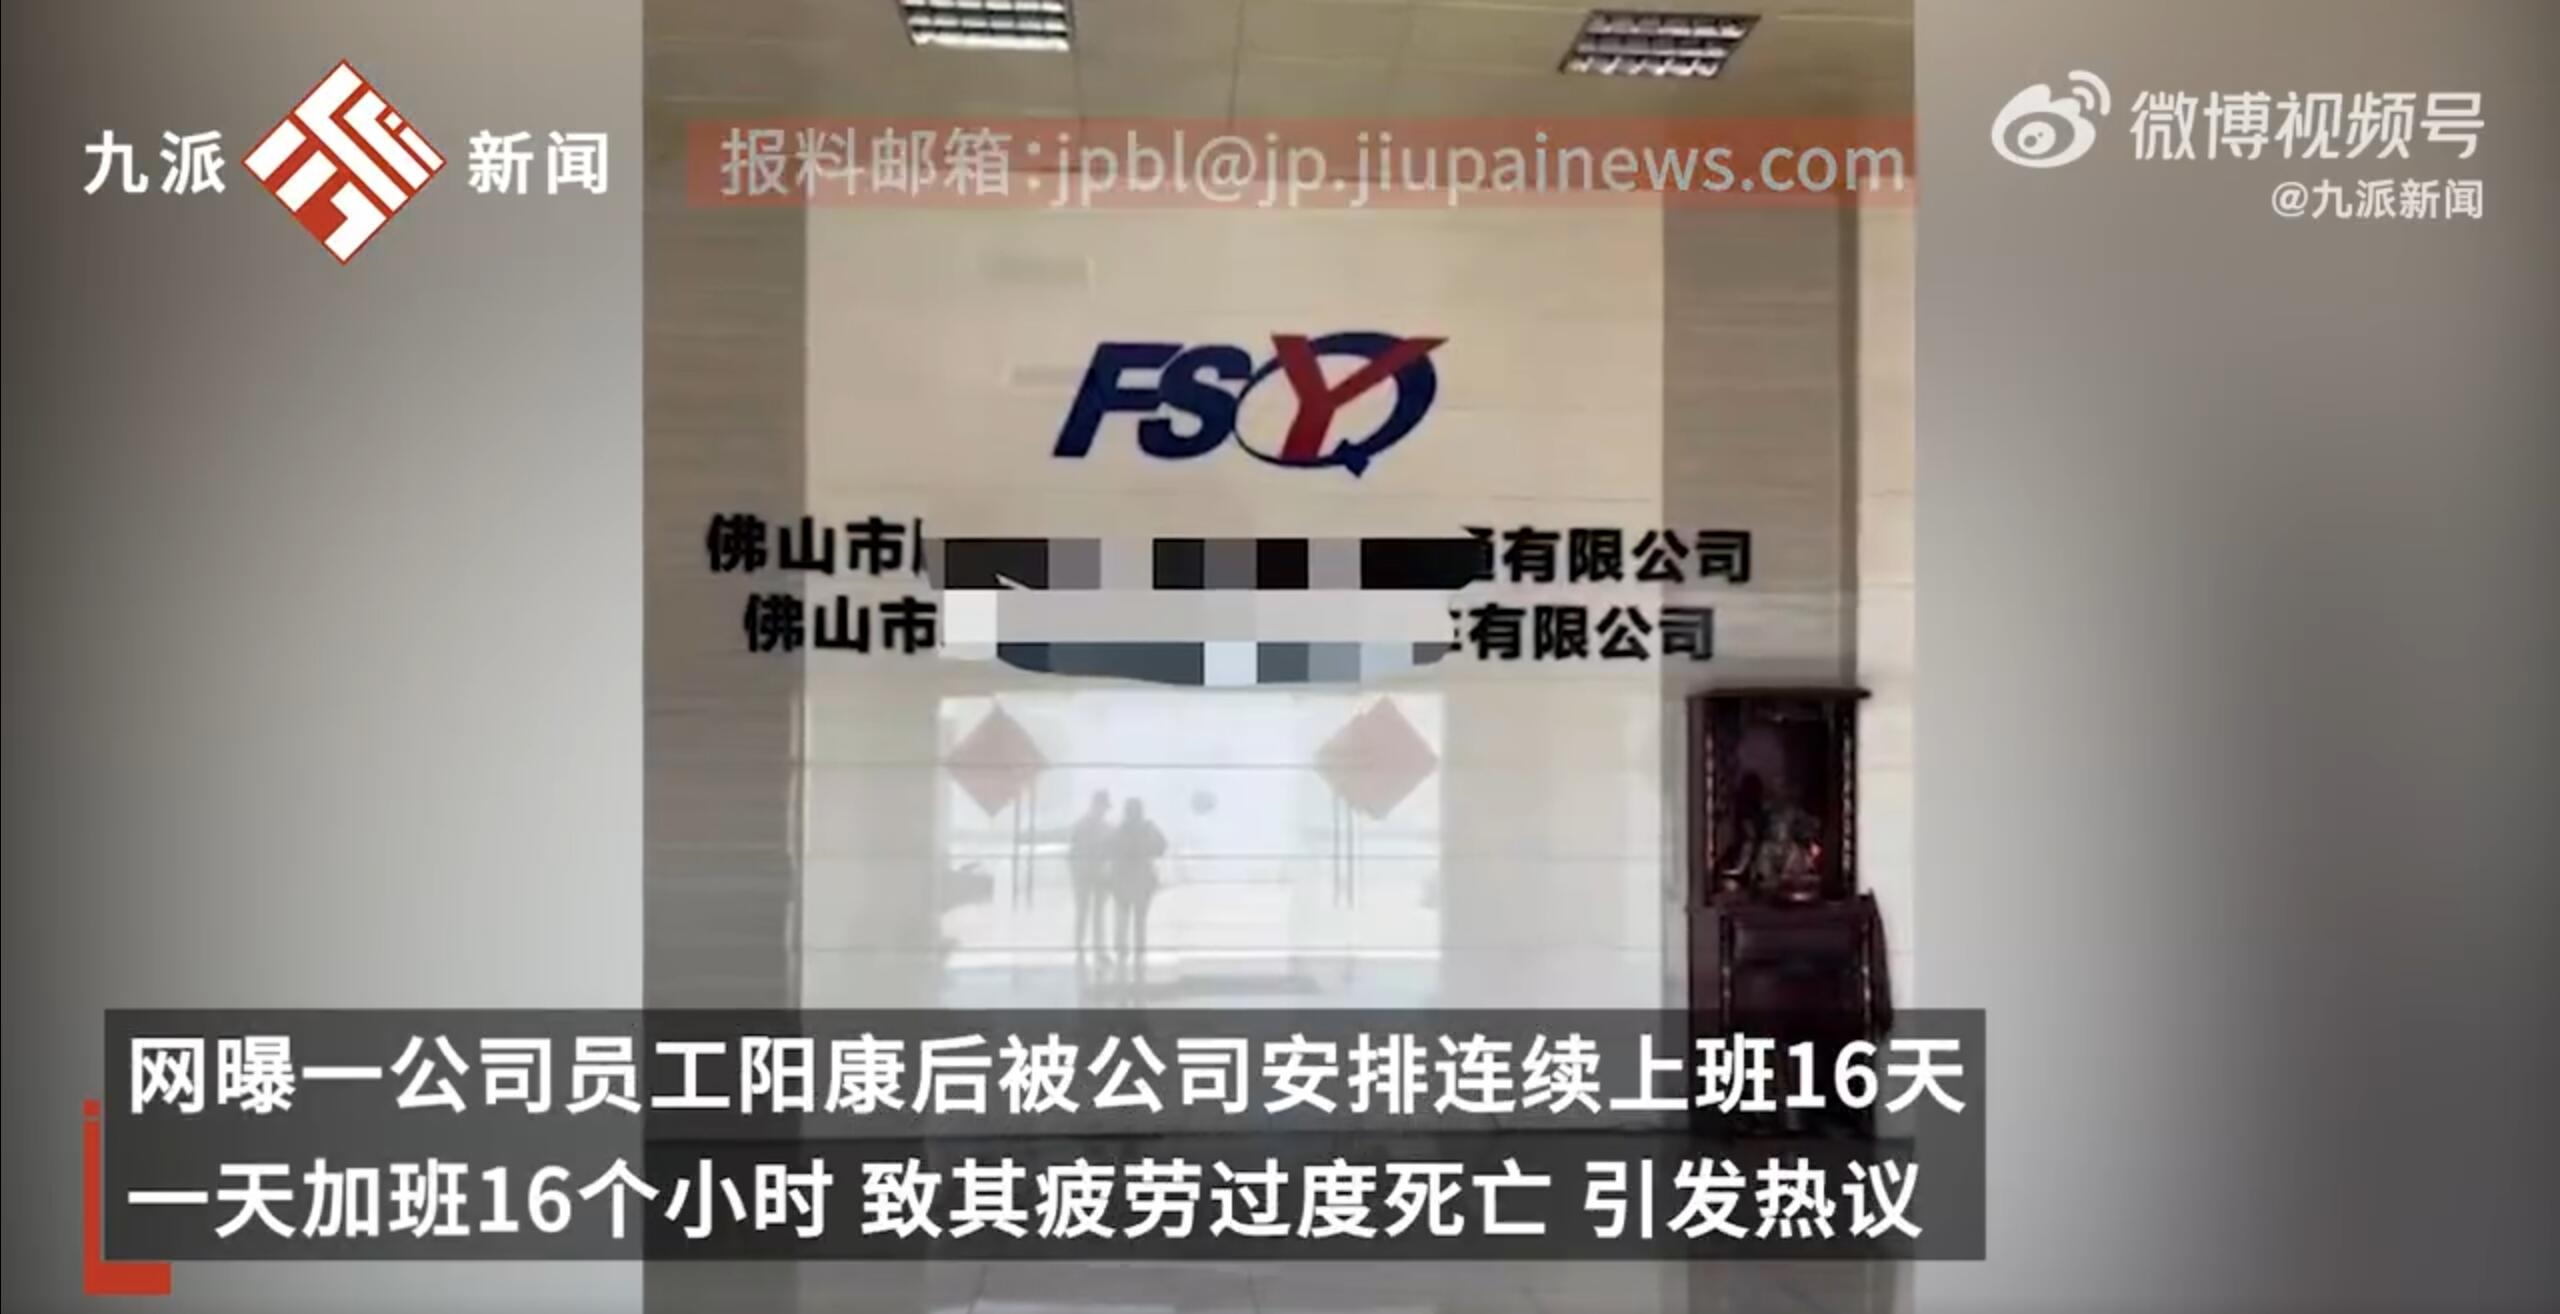 九派 新闻
报料邮箱:jpbl@jp.jiupainews.com
微博视频号
@九派新闻
FSY
佛山市 通有限公司
佛山市 有限公司
网曝一公司员工阳康后被公司安排连续上班16天
一天加班16个小时 致其疲劳过度死亡 引发热议